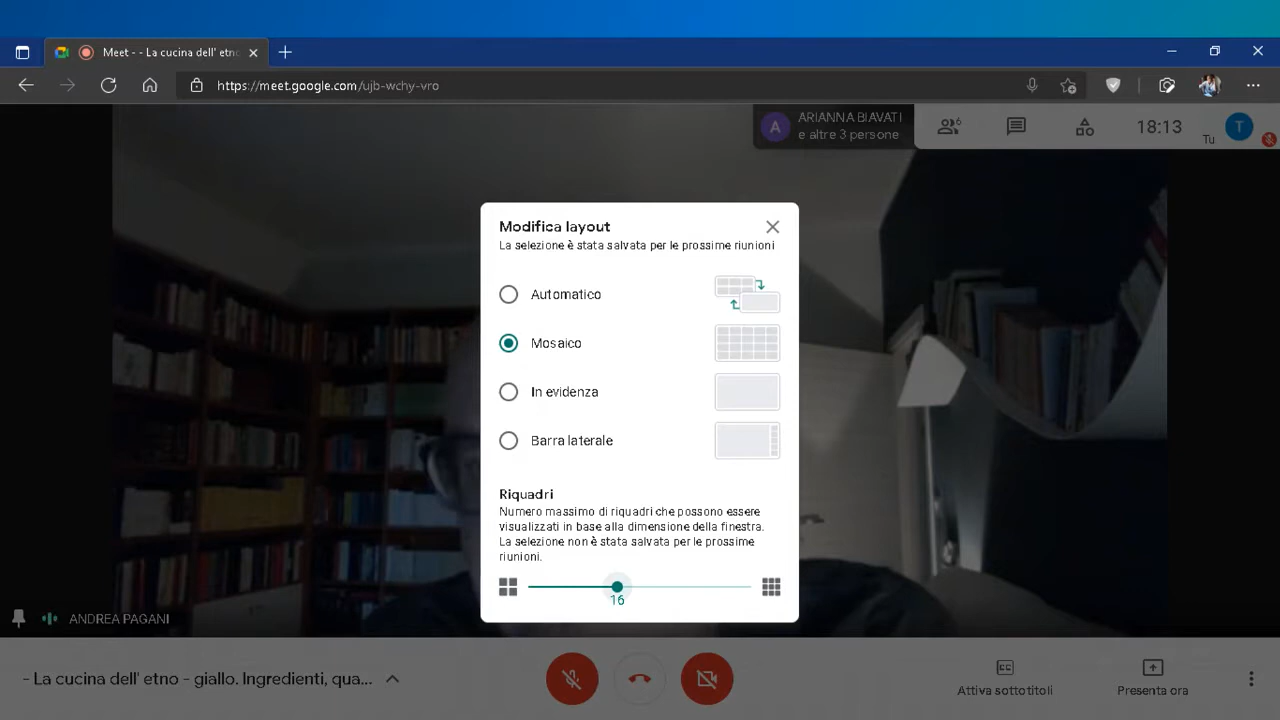 Meet - - La cucina dell' etno
https://meet.google.com/ujb-wchy-vro
A
ARIANNA BIAVATI
e altre 3 persone
6
18:13
Tu
T
Modifica layout
La selezione è stata salvata per le prossime riunioni
Automatico
Mosaico
In evidenza
Barra laterale
Riquadri
Numero massimo di riquadri che possono essere
visualizzati in base alla dimensione della finestra.
La selezione non è stata salvata per le prossime
riunioni.
16
ANDREA PAGANI
- La cucina dell' etno - giallo. Ingredienti, qua...
CC
Attiva sottotitoli
Presenta ora